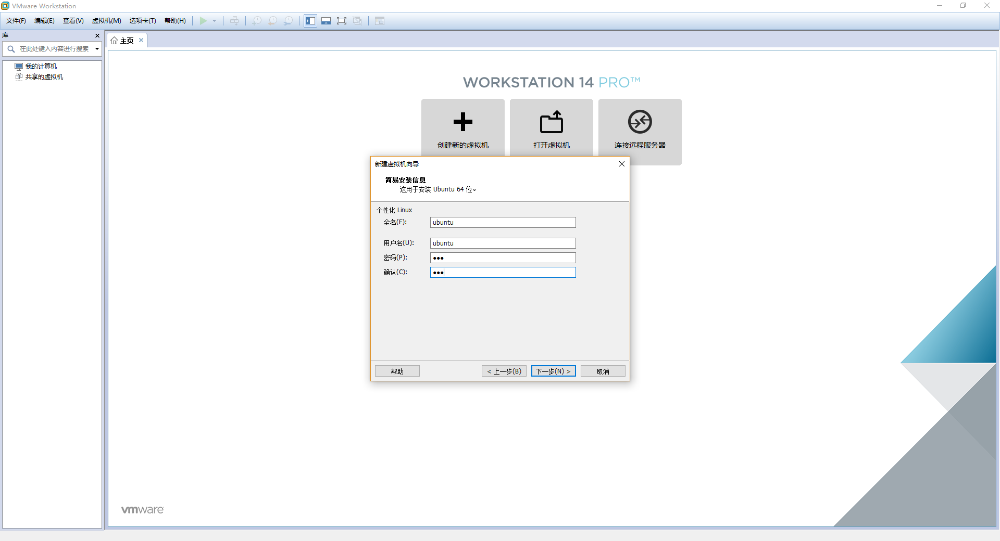 VMware Workstation
文件(F) 编辑(E) 查看(V) 虚拟机(M) 选项卡(T) 帮助(H)
库
在此处键入内容进行搜索
我的计算机
共享的虚拟机
主页
WORKSTATION 14 PRO™
创建新的虚拟机 打开虚拟机 连接远程服务器
新建虚拟机向导
简易安装信息
这用于安装 Ubuntu 64 位。
个性化 Linux
全名(F): ubuntu
用户名(U): ubuntu
密码(P): ●●●
确认(C): ●●●
帮助 < 上一步(B) 下一步(N) > 取消
vmware